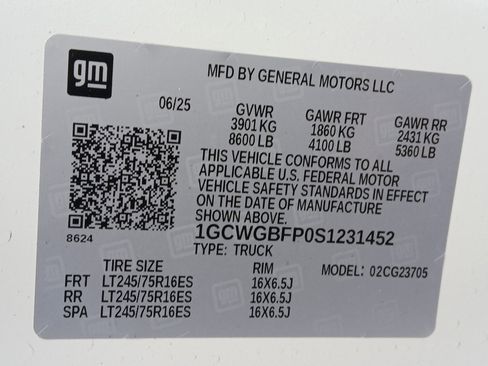 gm
MFD BY GENERAL MOTORS LLC
06/25 GVWR GAWR FRT GAWR RR
3901 KG 1860 KG 2431 KG
8600 LB 4100 LB 5360 LB
THIS VEHICLE CONFORMS TO ALL
APPLICABLE U.S. FEDERAL MOTOR
VEHICLE SAFETY STANDARDS IN EFFECT
ON THE DATE OF MANUFACTURE
SHOWN ABOVE.
8624
1GCWGBFP0S1231452
TYPE: TRUCK
TIRE SIZE RIM MODEL: 02CG23705
FRT LT245/75R16ES 16X6.5J
RR LT245/75R16ES 16X6.5J
SPA LT245/75R16ES 16X6.5J